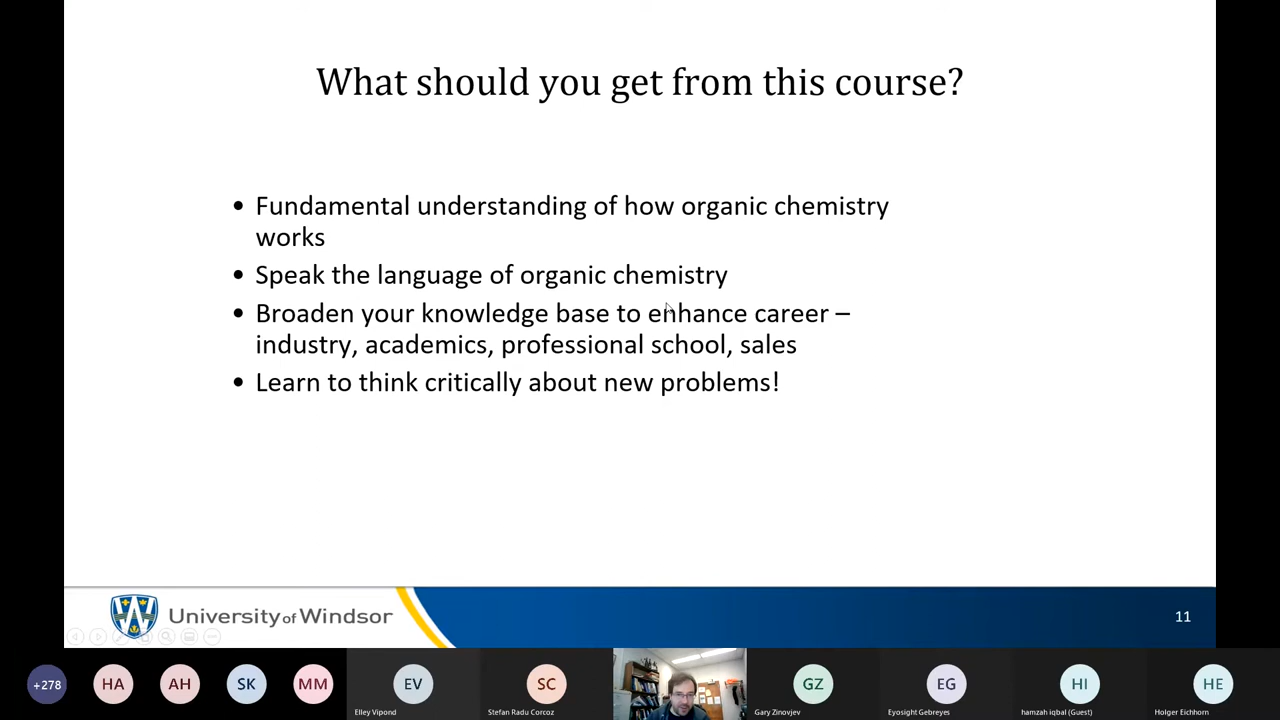 What should you get from this course?
• Fundamental understanding of how organic chemistry
works
• Speak the language of organic chemistry
• Broaden your knowledge base to enhance career –
industry, academics, professional school, sales
• Learn to think critically about new problems!
University of Windsor
11
+278
HA
AH
SK
MM
EV
SC
GZ
EG
HI
HE
Elley Vipond
Stefan Radu Corcoz
Gary Zinovjev
Eyosight Gebreyes
hamzah iqbal (Guest)
Holger Eichhorn